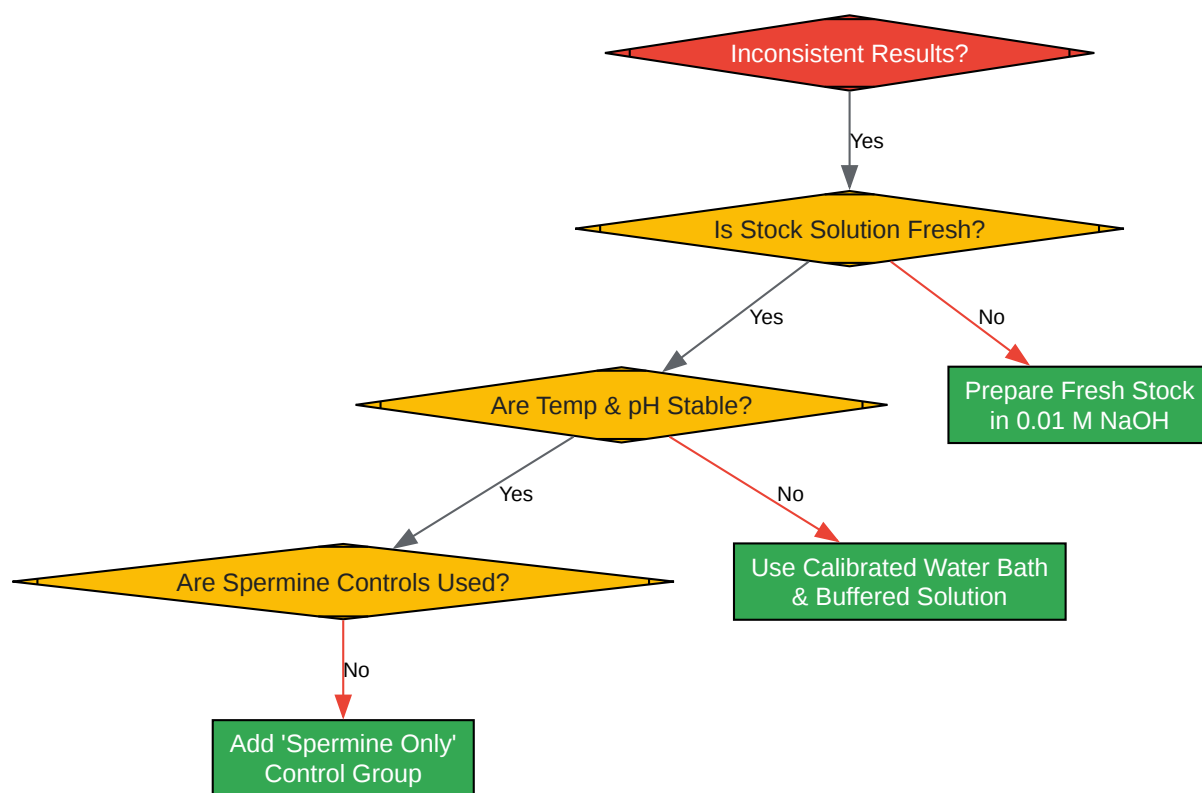 Inconsistent Results?
Yes
Is Stock Solution Fresh?
Yes
No
Prepare Fresh Stock
in 0.01 M NaOH
Are Temp & pH Stable?
Yes
No
Use Calibrated Water Bath
& Buffered Solution
Are Spermine Controls Used?
No
Add 'Spermine Only'
Control Group